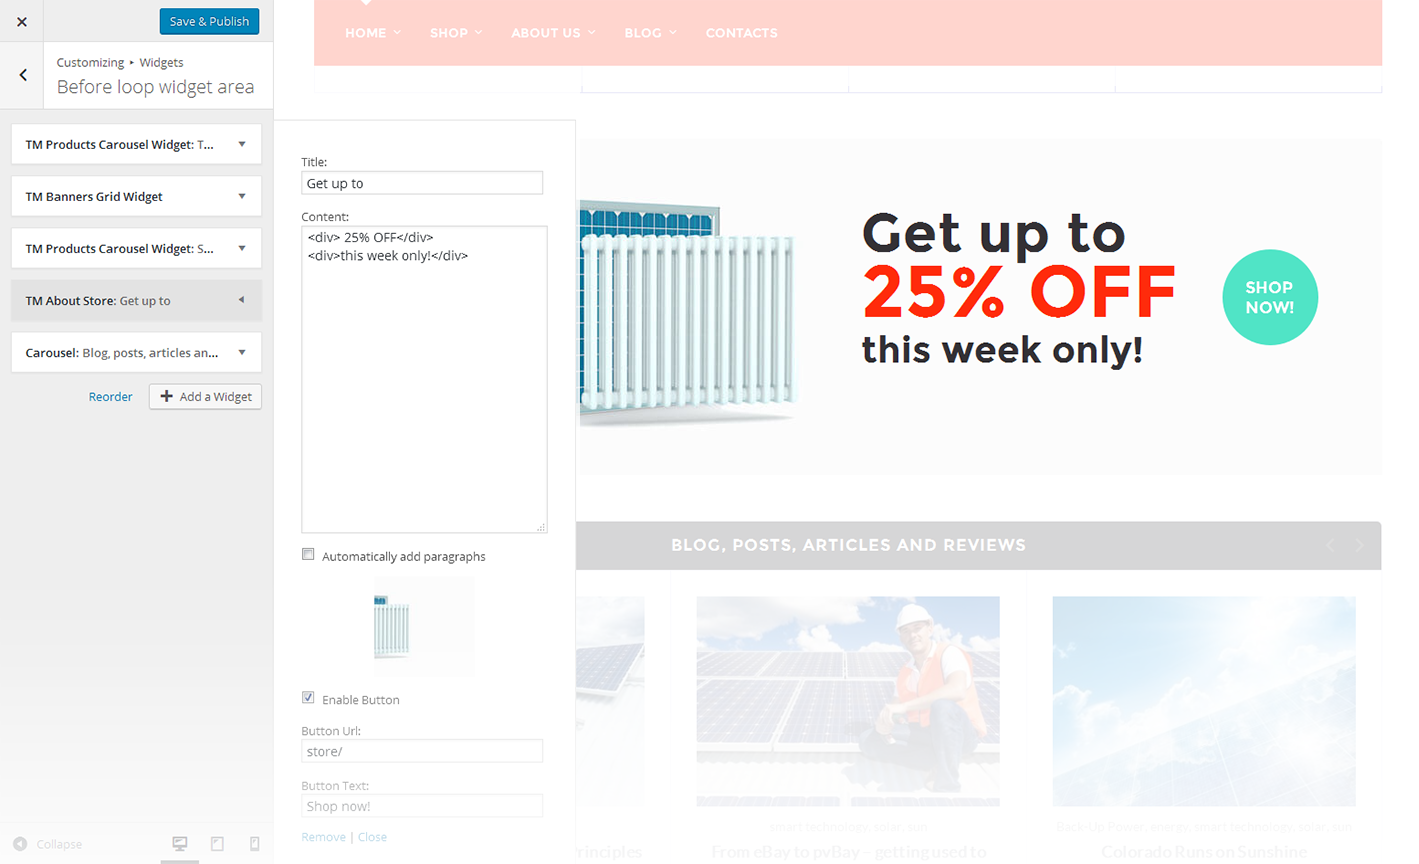 Save & Publish
Customizing ▸ Widgets
Before loop widget area
TM Products Carousel Widget: T...
TM Banners Grid Widget
TM Products Carousel Widget: S...
TM About Store: Get up to
Carousel: Blog, posts, articles an...
Reorder
Add a Widget
Collapse
Title:
Get up to
Content:
<div> 25% OFF</div>
<div>this week only!</div>
Automatically add paragraphs
Enable Button
Button Url:
store/
Button Text:
Shop now!
Remove | Close
HOME
SHOP
ABOUT US
BLOG
CONTACTS
Get up to
25% OFF
this week only!
SHOP
NOW!
BLOG, POSTS, ARTICLES AND REVIEWS
smart technology, solar, sun
Back-Up Power, energy, smart technology, solar, sun
From eBay to pvBay – getting used to
Colorado Runs on Sunshine